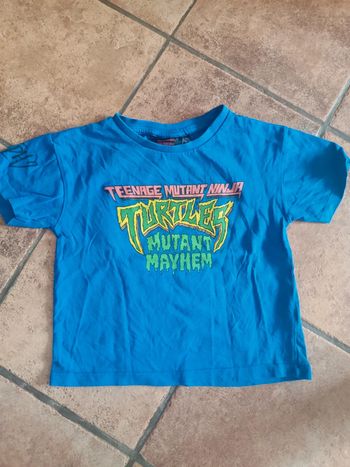 TEENAGE MUTANT NINJA
TURTLES
MUTANT
MAYHEM